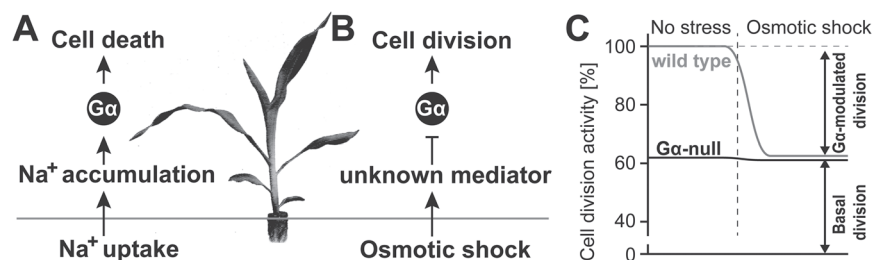 A
Cell death
Gα
Na+ accumulation
Na+ uptake
B
Cell division
Gα
unknown mediator
Osmotic shock
C
No stress
Osmotic shock
Cell division activity [%]
100
80
60
40
0
wild type
Gα-null
Gα-modulated
division
Basal
division